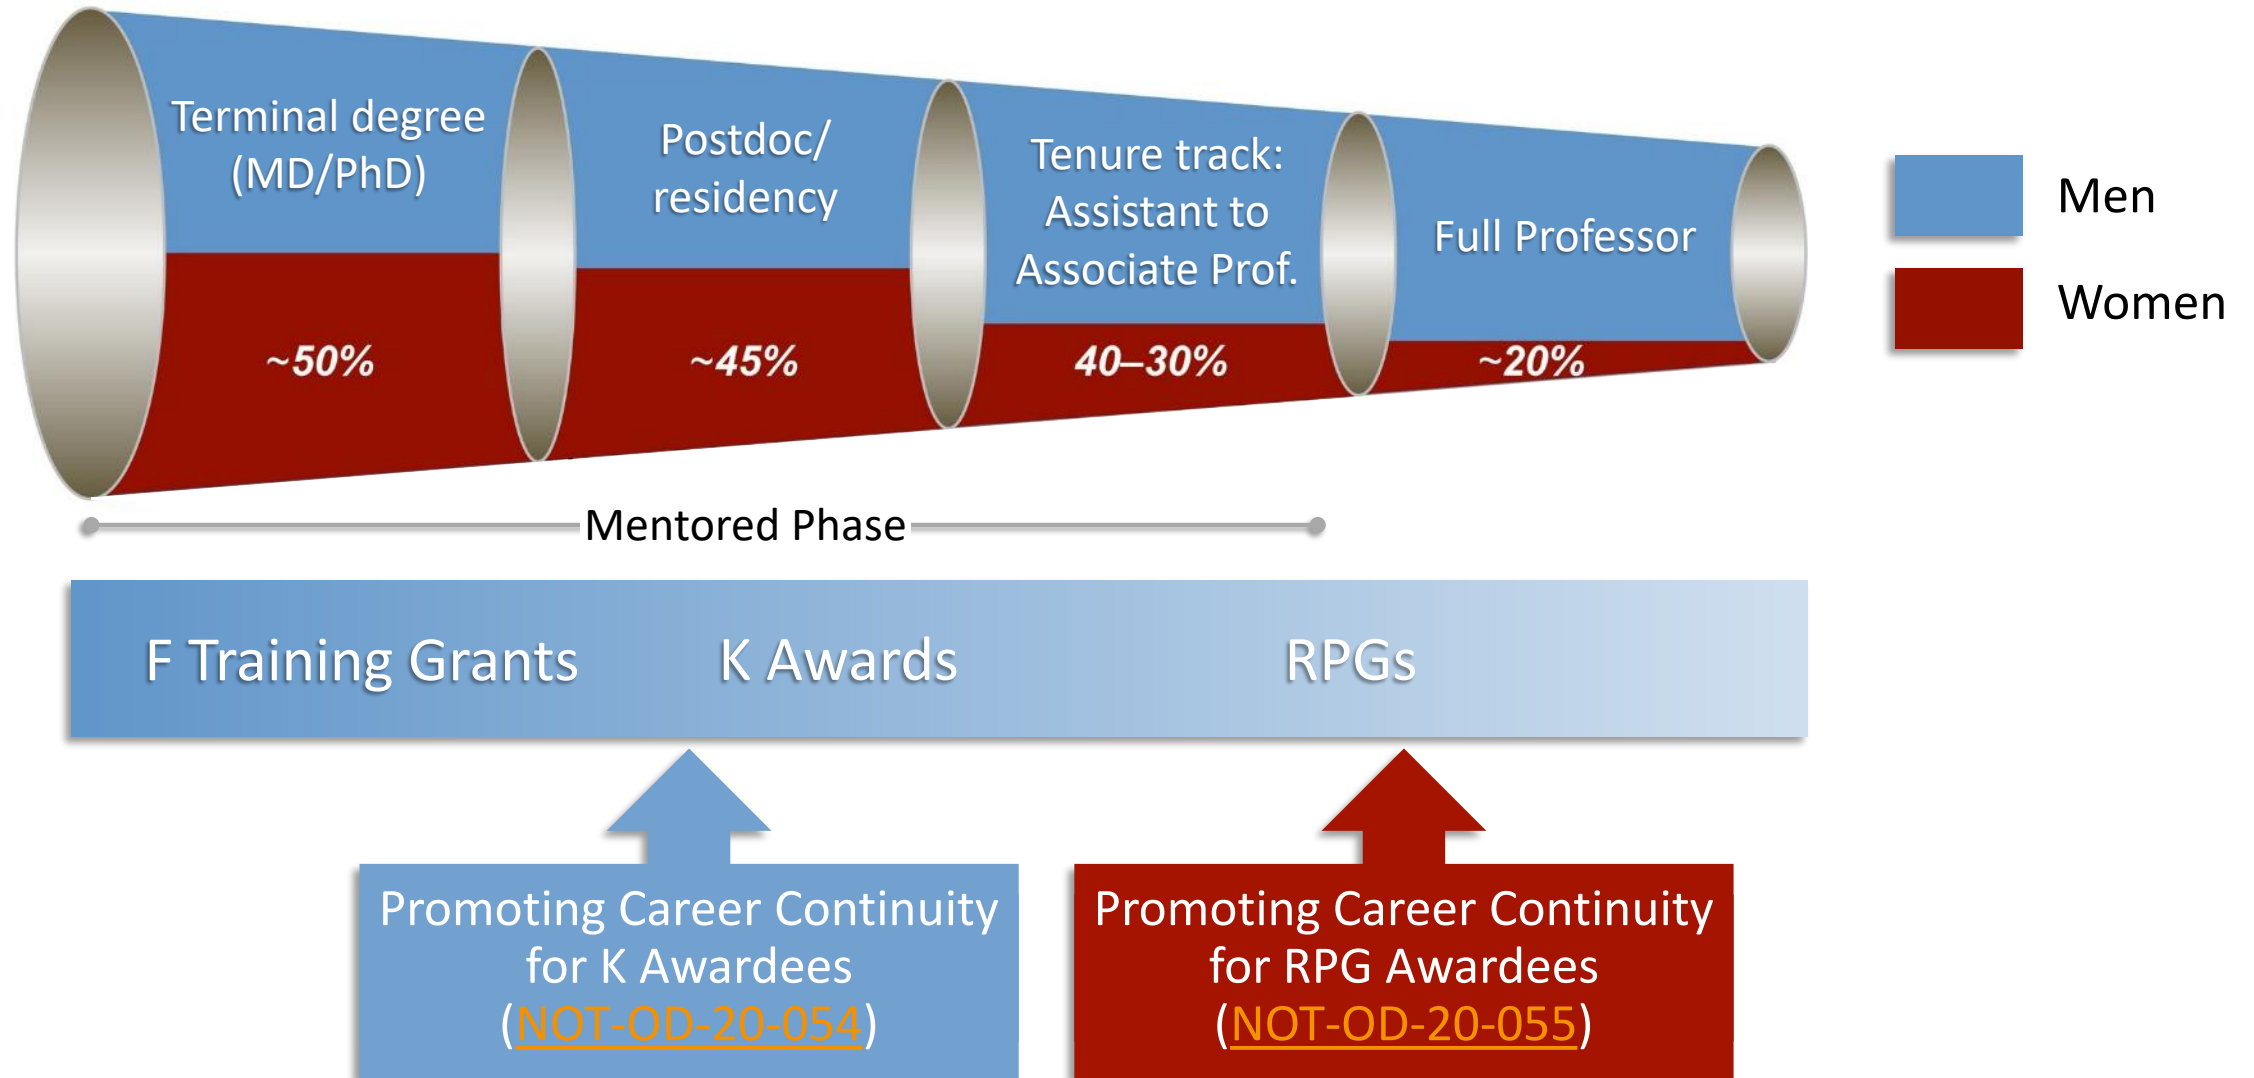 Terminal degree
(MD/PhD)
Postdoc/
residency
Tenure track:
Assistant to
Associate Prof.
Full Professor
~50%
~45%
40–30%
~20%
Men
Women
Mentored Phase
F Training Grants
K Awards
RPGs
Promoting Career Continuity
for K Awardees
(NOT-OD-20-054)
Promoting Career Continuity
for RPG Awardees
(NOT-OD-20-055)